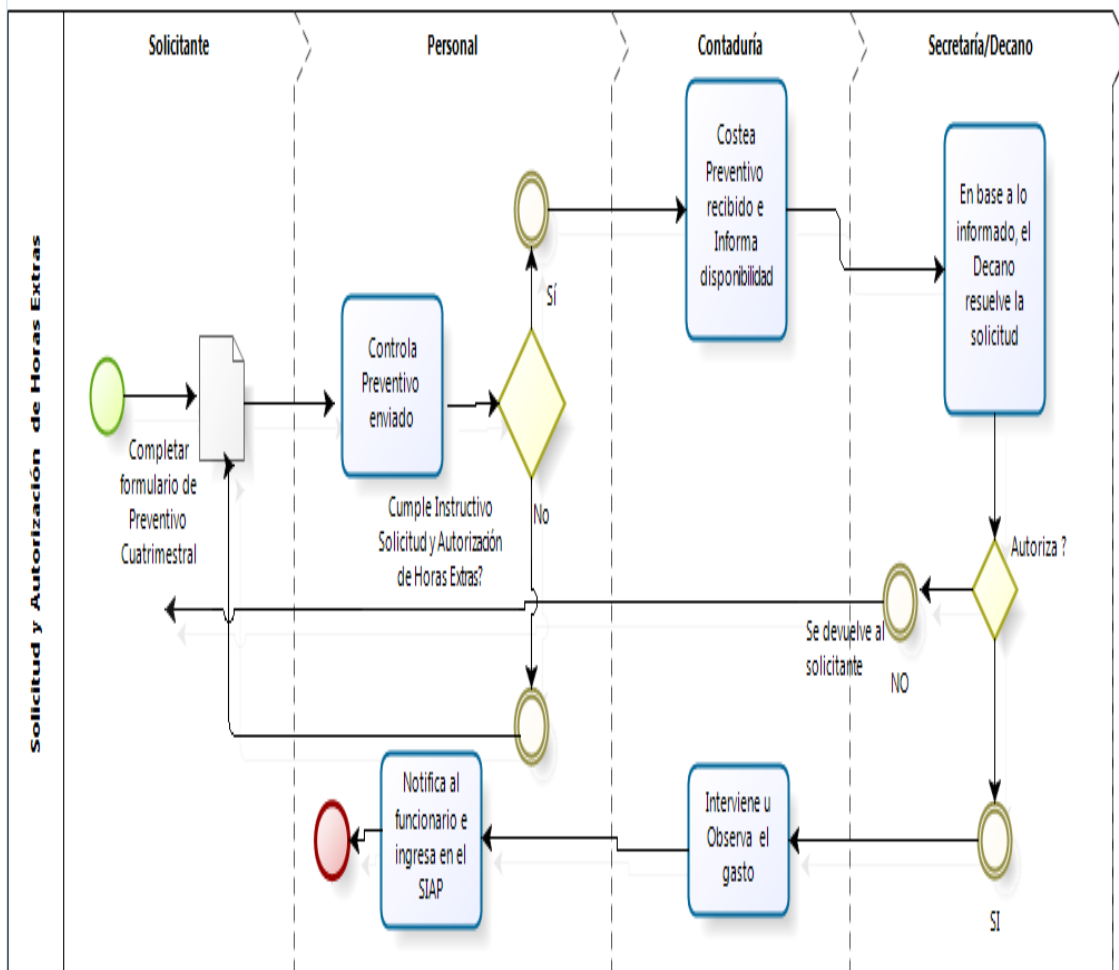 Solicitud y Autorización de Horas Extras
Solicitante
Personal
Contaduría
Secretaría/Decano
Completar
formulario de
Preventivo
Cuatrimestral
Controla
Preventivo
enviado
Cumple Instructivo
Solicitud y Autorización
de Horas Extras?
Sí
No
Costea
Preventivo
recibido e
Informa
disponibilidad
En base a lo
informado, el
Decano
resuelve la
solicitud
Autoriza ?
Se devuelve al
solicitante
NO
SI
Interviene u
Observa el
gasto
Notifica al
funcionario e
ingresa en el
SIAP